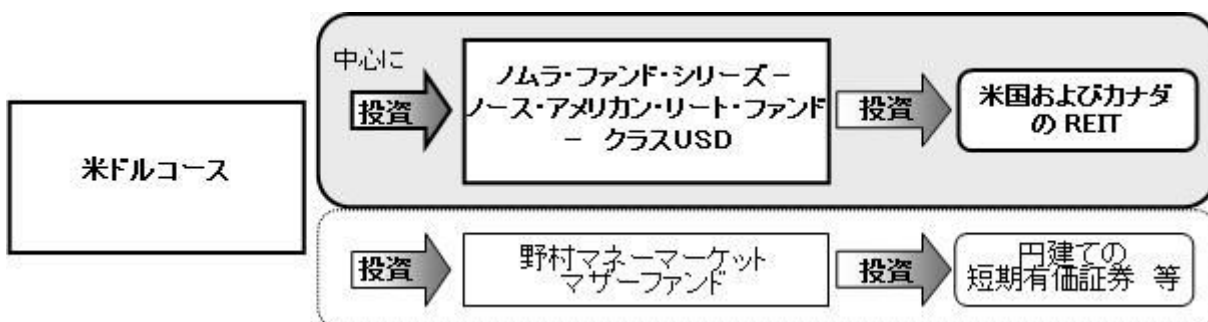 米ドルコース
中心に
投資
ノムラ・ファンド・シリーズ－
ノース・アメリカン・リート・ファンド
－ クラスUSD
投資
米国およびカナダ
の REIT
投資
野村マネーマーケット
マザーファンド
投資
円建ての
短期有価証券 等